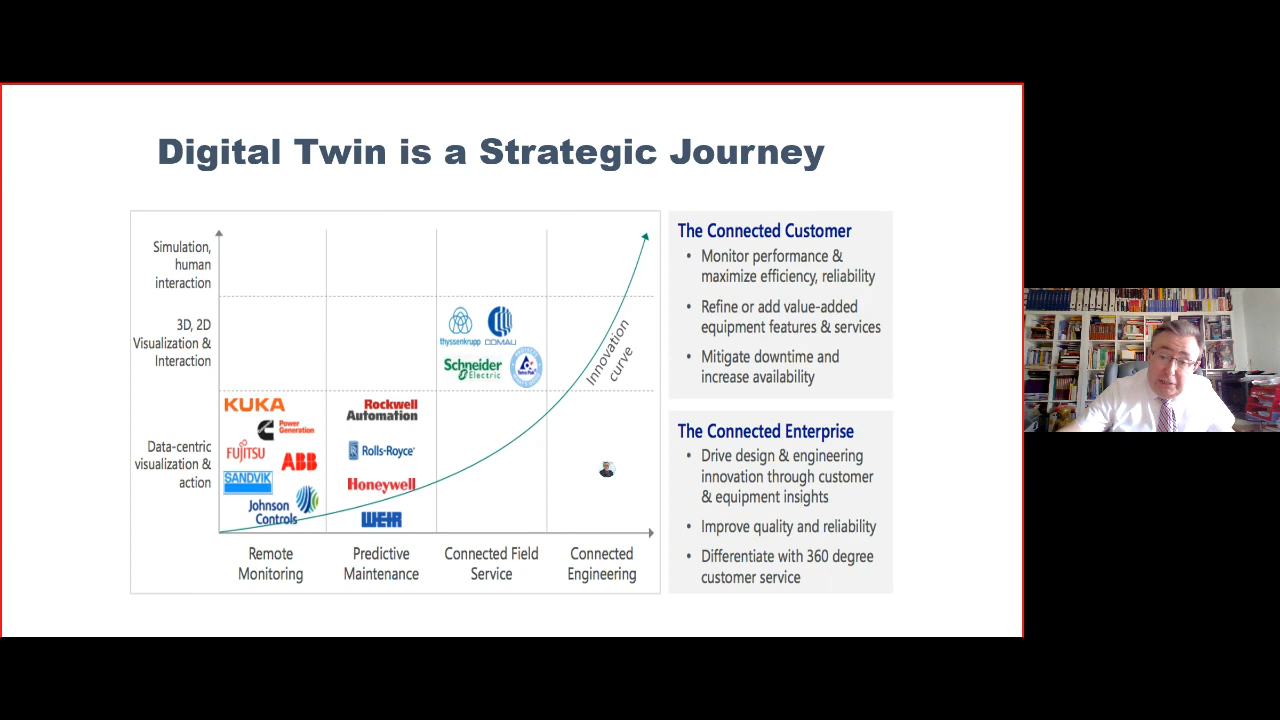 Digital Twin is a Strategic Journey
Simulation,
human
interaction
3D, 2D
Visualization &
Interaction
Data-centric
visualization &
action
thyssenkrupp
COMAU
Schneider
Electric
Tetra Pak
KUKA
Power
Generation
FUJITSU
ABB
SANDVIK
Johnson
Controls
Rockwell
Automation
Rolls-Royce
Honeywell
WEIR
Innovation
curve
Remote
Monitoring
Predictive
Maintenance
Connected Field
Service
Connected
Engineering
The Connected Customer
• Monitor performance &
maximize efficiency, reliability
• Refine or add value-added
equipment features & services
• Mitigate downtime and
increase availability
The Connected Enterprise
• Drive design & engineering
innovation through customer
& equipment insights
• Improve quality and reliability
• Differentiate with 360 degree
customer service